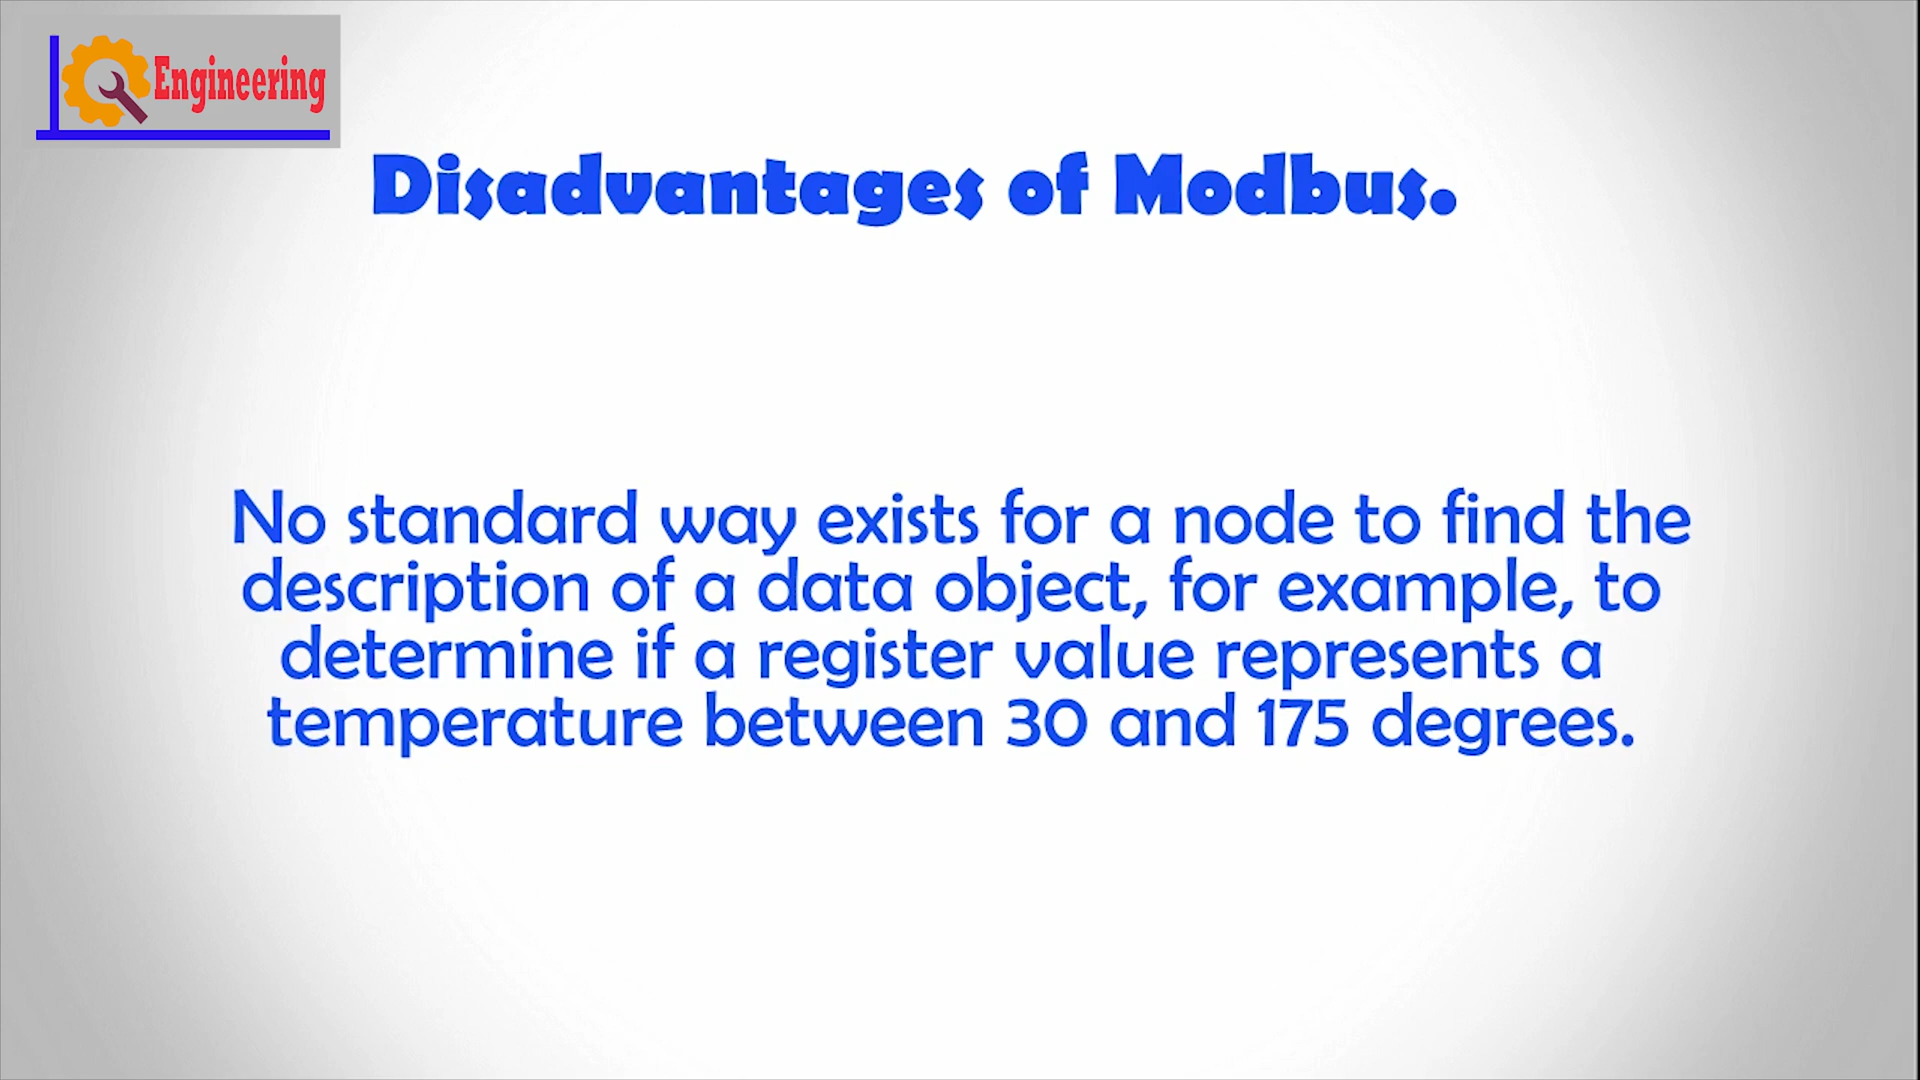 Engineering
Disadvantages of Modbus.
No standard way exists for a node to find the
description of a data object, for example, to
determine if a register value represents a
temperature between 30 and 175 degrees.